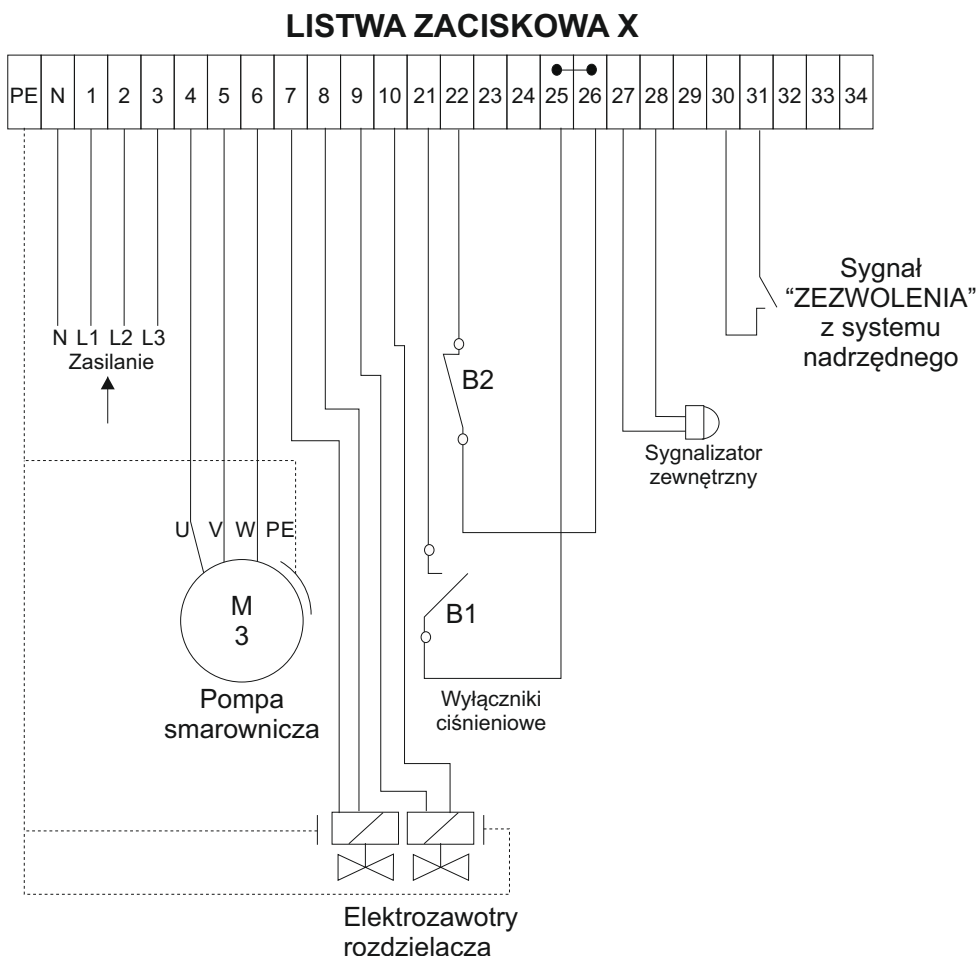 LISTWA ZACISKOWA X
PE N 1 2 3 4 5 6 7 8 9 10 21 22 23 24 25 26 27 28 29 30 31 32 33 34
Sygnał
“ZEZWOLENIA”
z systemu
nadrzędnego
N L1 L2 L3
Zasilanie
B2
Sygnalizator
zewnętrzny
U V W PE
M
3
B1
Pompa
smarownicza
Wyłączniki
ciśnieniowe
Elektrozawotry
rozdzielacza